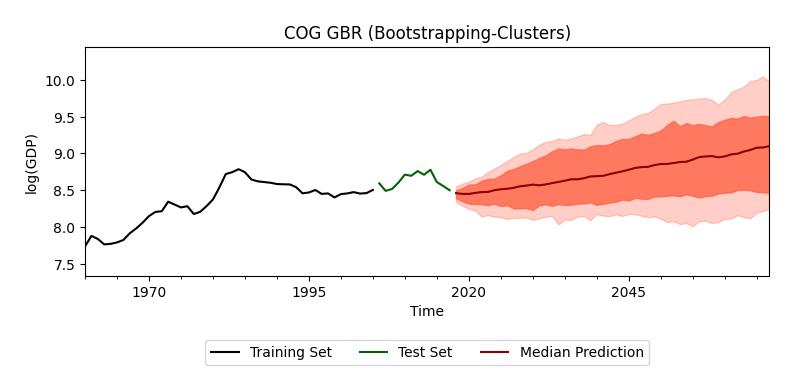 COG GBR (Bootstrapping-Clusters)
log(GDP)
10.0
9.5
9.0
8.5
8.0
7.5
1970 1995 2020 2045
Time
Training Set Test Set Median Prediction